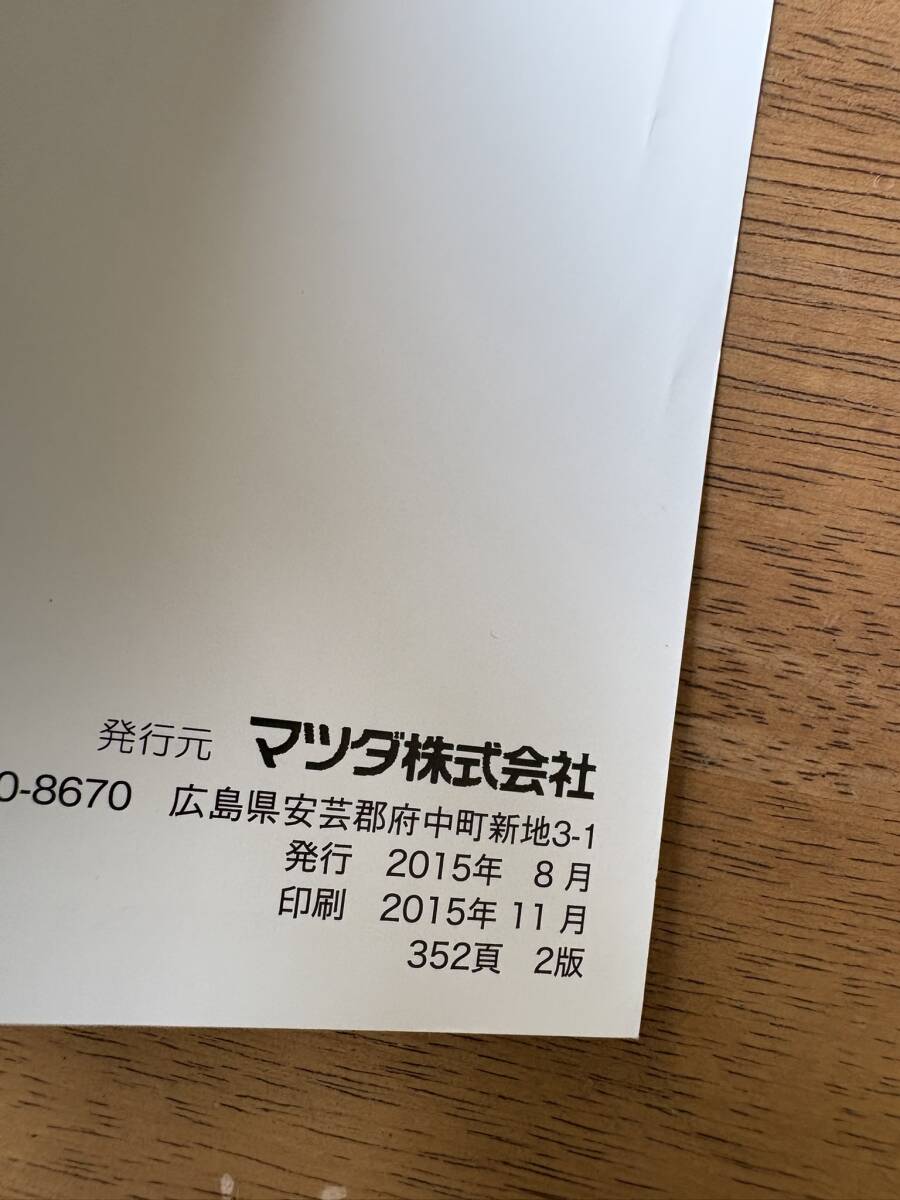 発行元 マツダ株式会社
0-8670 広島県安芸郡府中町新地3-1
発行 2015年 8月
印刷 2015年 11月
352頁 2版